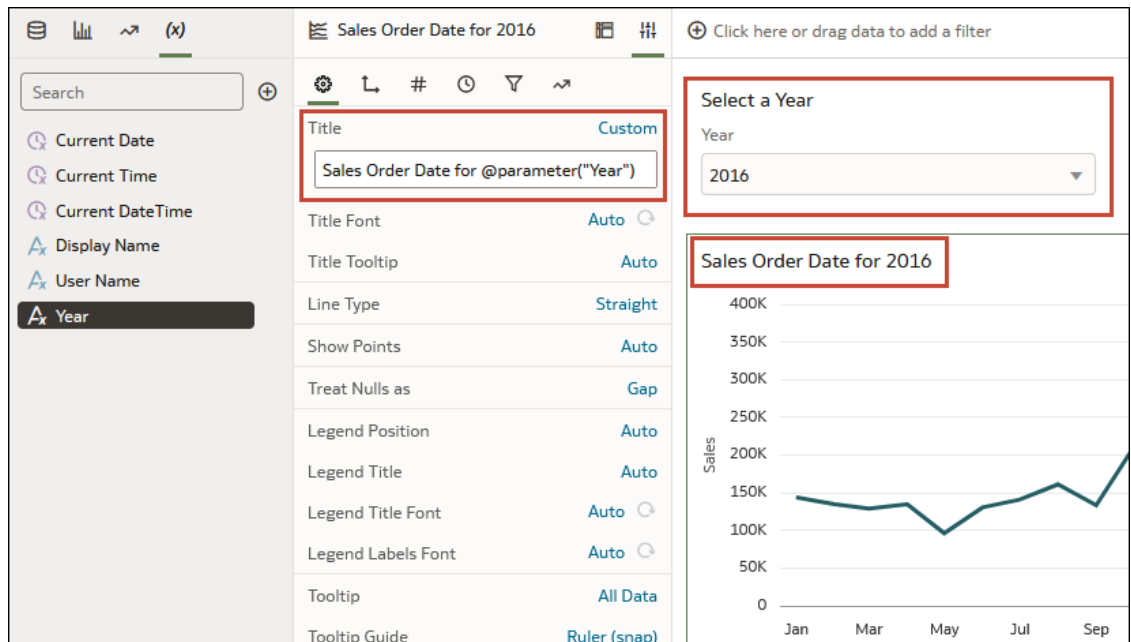 (x)
Search
Current Date
Current Time
Current DateTime
Display Name
User Name
Year
Sales Order Date for 2016
Title Custom
Sales Order Date for @parameter("Year")
Title Font Auto
Title Tooltip Auto
Line Type Straight
Show Points Auto
Treat Nulls as Gap
Legend Position Auto
Legend Title Auto
Legend Title Font Auto
Legend Labels Font Auto
Tooltip All Data
Tooltip Guide Ruler (snap)
Click here or drag data to add a filter
Select a Year
Year
2016
Sales Order Date for 2016
Sales
400K
350K
300K
250K
200K
150K
100K
50K
0
Jan Mar May Jul Sep